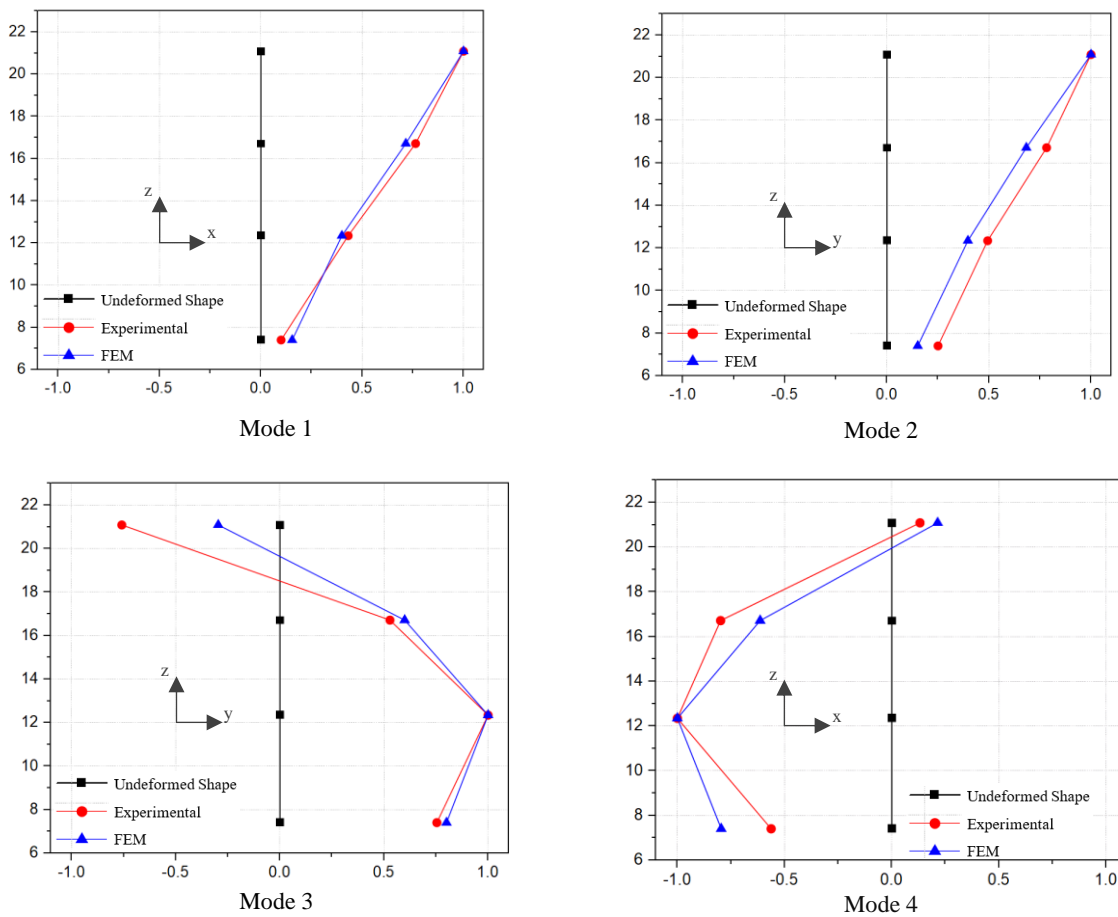 22
20
18
16
14
12
10
8
6
z
x
Undeformed Shape
Experimental
FEM
-1.0 -0.5 0.0 0.5 1.0
Mode 1
22
20
18
16
14
12
10
8
6
z
y
Undeformed Shape
Experimental
FEM
-1.0 -0.5 0.0 0.5 1.0
Mode 2
22
20
18
16
14
12
10
8
6
z
y
Undeformed Shape
Experimental
FEM
-1.0 -0.5 0.0 0.5 1.0
Mode 3
22
20
18
16
14
12
10
8
6
z
x
Undeformed Shape
Experimental
FEM
-1.0 -0.5 0.0 0.5 1.0
Mode 4